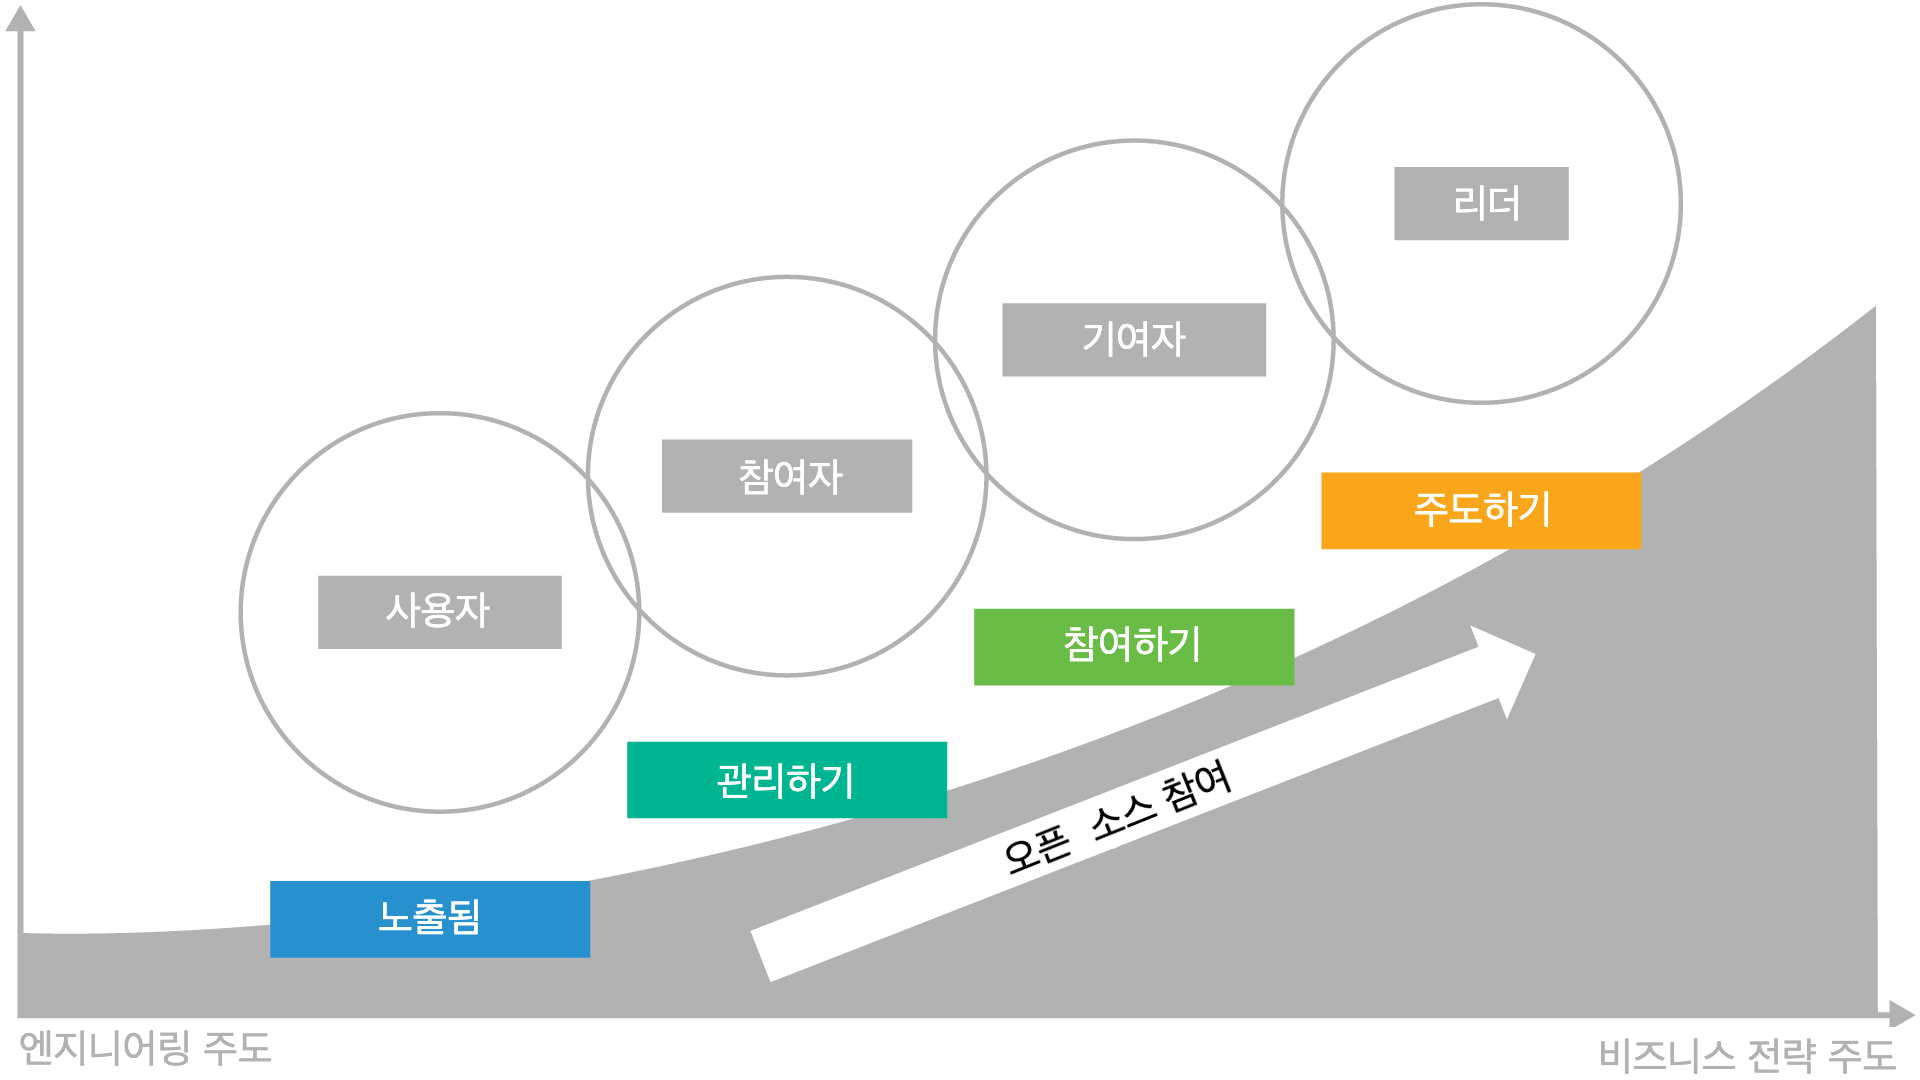 리더
기여자
참여자
사용자
주도하기
참여하기
관리하기
노출됨
오픈 소스 참여
엔지니어링 주도
비즈니스 전략 주도